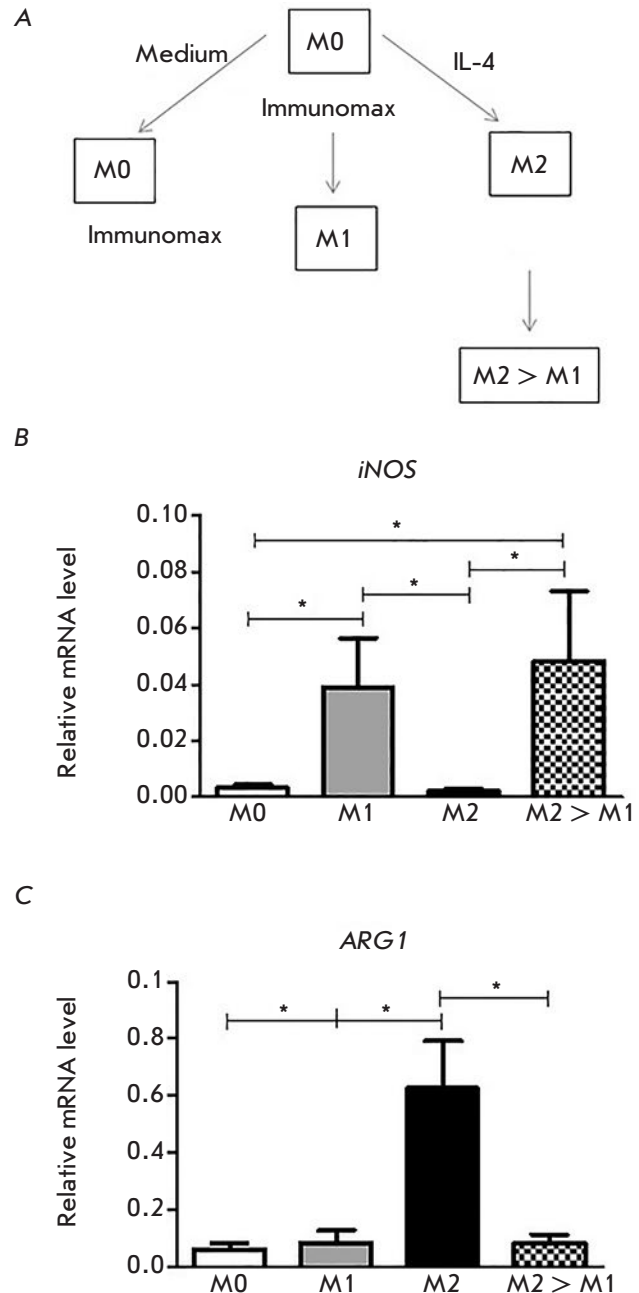 A
M0
Medium
IL-4
Immunomax
M0
M2
Immunomax
M1
M2 > M1
B
iNOS
Relative mRNA level
0.10
0.08
0.06
0.04
0.02
0.00
*
*
*
*
M0 M1 M2 M2 > M1
C
ARG1
Relative mRNA level
0.1
0.8
0.6
0.4
0.2
0.0
*
*
*
M0 M1 M2 M2 > M1